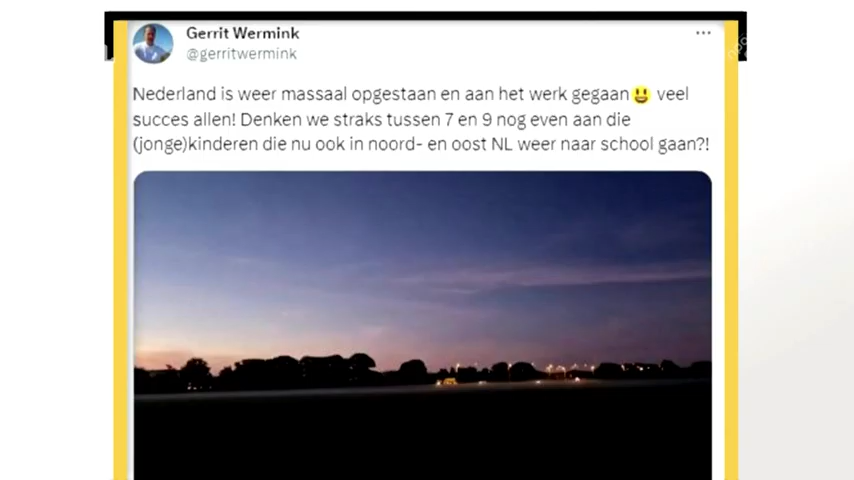 Gerrit Wermink
@gerritwermink
Nederland is weer massaal opgestaan en aan het werk gegaan😃 veel
succes allen! Denken we straks tussen 7 en 9 nog even aan die
(jonge)kinderen die nu ook in noord- en oost NL weer naar school gaan?!